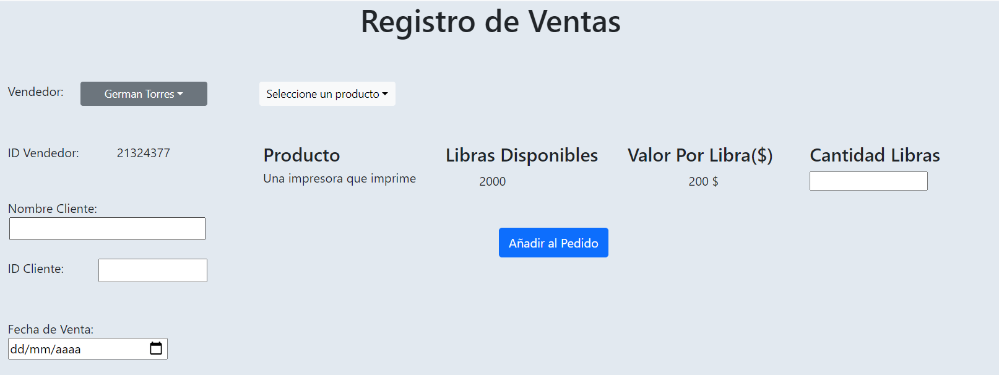 Registro de Ventas
Vendedor:
German Torres
Seleccione un producto
ID Vendedor:
21324377
Producto
Libras Disponibles
Valor Por Libra($)
Cantidad Libras
Una impresora que imprime
2000
200 $
Nombre Cliente:
Añadir al Pedido
ID Cliente:
Fecha de Venta:
dd/mm/aaaa